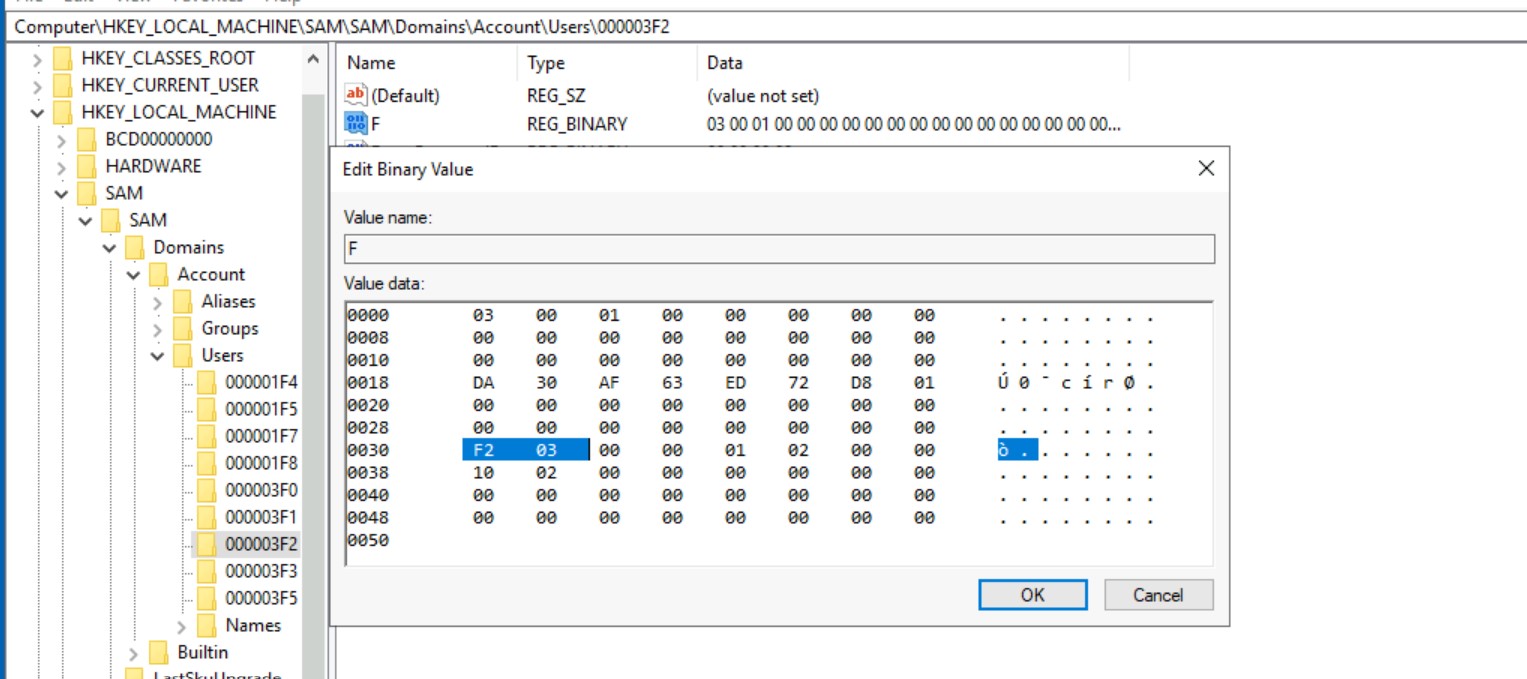 Computer\HKEY_LOCAL_MACHINE\SAM\SAM\Domains\Account\Users\000003F2
HKEY_CLASSES_ROOT
HKEY_CURRENT_USER
HKEY_LOCAL_MACHINE
BCD00000000
HARDWARE
SAM
SAM
Domains
Account
Aliases
Groups
Users
000001F4
000001F5
000001F7
000001F8
000003F0
000003F1
000003F2
000003F3
000003F5
Names
Builtin
LastSkuUpgrade
Name Type Data
(Default) REG_SZ (value not set)
F REG_BINARY 03 00 01 00 00 00 00 00 00 00 00 00 00 00 00 00 00 00...
Edit Binary Value
Value name:
F
Value data:
0000 03 00 01 00 00 00 00 00 . . . . . . . .
0008 00 00 00 00 00 00 00 00 . . . . . . . .
0010 00 00 00 00 00 00 00 00 . . . . . . . .
0018 DA 30 AF 63 ED 72 D8 01 Ú 0 ¯ c í r Ø .
0020 00 00 00 00 00 00 00 00 . . . . . . . .
0028 00 00 00 00 00 00 00 00 . . . . . . . .
0030 F2 03 00 00 01 02 00 00 ò . . . . . . .
0038 10 02 00 00 00 00 00 00 . . . . . . . .
0040 00 00 00 00 00 00 00 00 . . . . . . . .
0048 00 00 00 00 00 00 00 00 . . . . . . . .
0050
OK Cancel